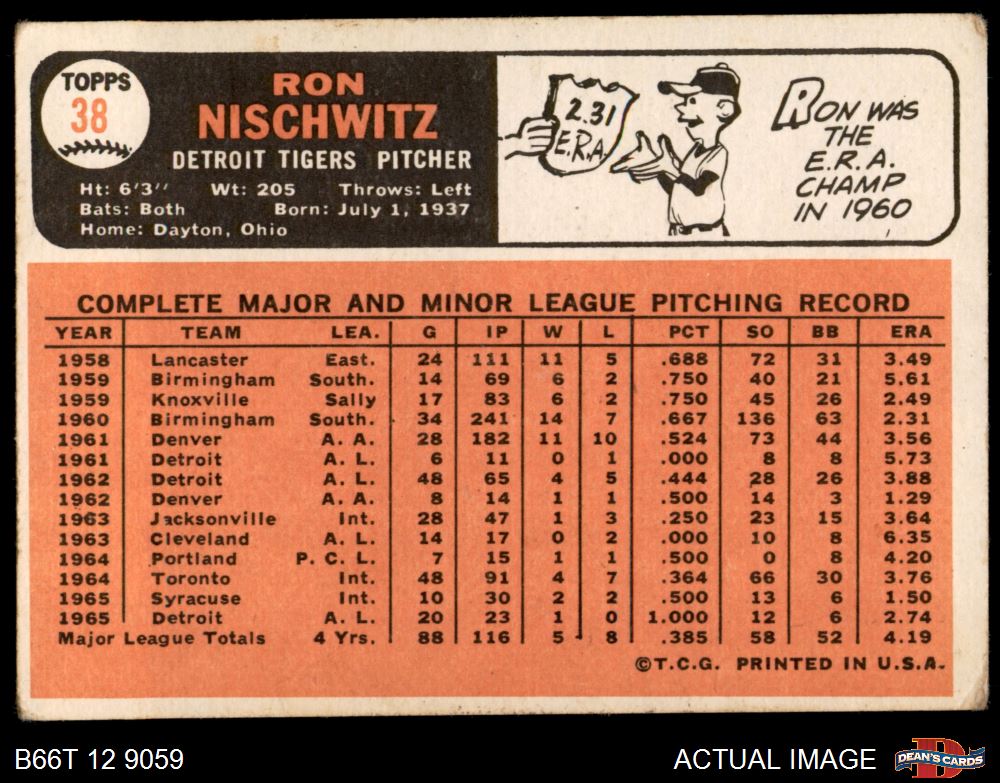 TOPPS
38
RON
NISCHWITZ
DETROIT TIGERS PITCHER
Ht: 6'3'' Wt: 205 Throws: Left
Bats: Both Born: July 1, 1937
Home: Dayton, Ohio
2.31
E.R.A.
RON WAS
THE
E.R.A.
CHAMP
IN 1960
COMPLETE MAJOR AND MINOR LEAGUE PITCHING RECORD
YEAR TEAM LEA. G IP W L PCT SO BB ERA
1958 Lancaster East. 24 111 11 5 .688 72 31 3.49
1959 Birmingham South. 14 69 6 2 .750 40 21 5.61
1959 Knoxville Sally 17 83 6 2 .750 45 26 2.49
1960 Birmingham South. 34 241 14 7 .667 136 63 2.31
1961 Denver A. A. 28 182 11 10 .524 73 44 3.56
1961 Detroit A. L. 6 11 0 1 .000 8 8 5.73
1962 Detroit A. L. 48 65 4 5 .444 28 26 3.88
1962 Denver A. A. 8 14 1 1 .500 14 3 1.29
1963 Jacksonville Int. 28 47 1 3 .250 23 15 3.64
1963 Cleveland A. L. 14 17 0 2 .000 10 8 6.35
1964 Portland P. C. L. 7 15 1 1 .500 0 8 4.20
1964 Toronto Int. 48 91 4 7 .364 66 30 3.76
1965 Syracuse Int. 10 30 2 2 .500 13 6 1.50
1965 Detroit A. L. 20 23 1 0 1.000 12 6 2.74
Major League Totals 4 Yrs. 88 116 5 8 .385 58 52 4.19
©T.C.G. PRINTED IN U.S.A.
B66T 12 9059
ACTUAL IMAGE
DEAN'S CARDS